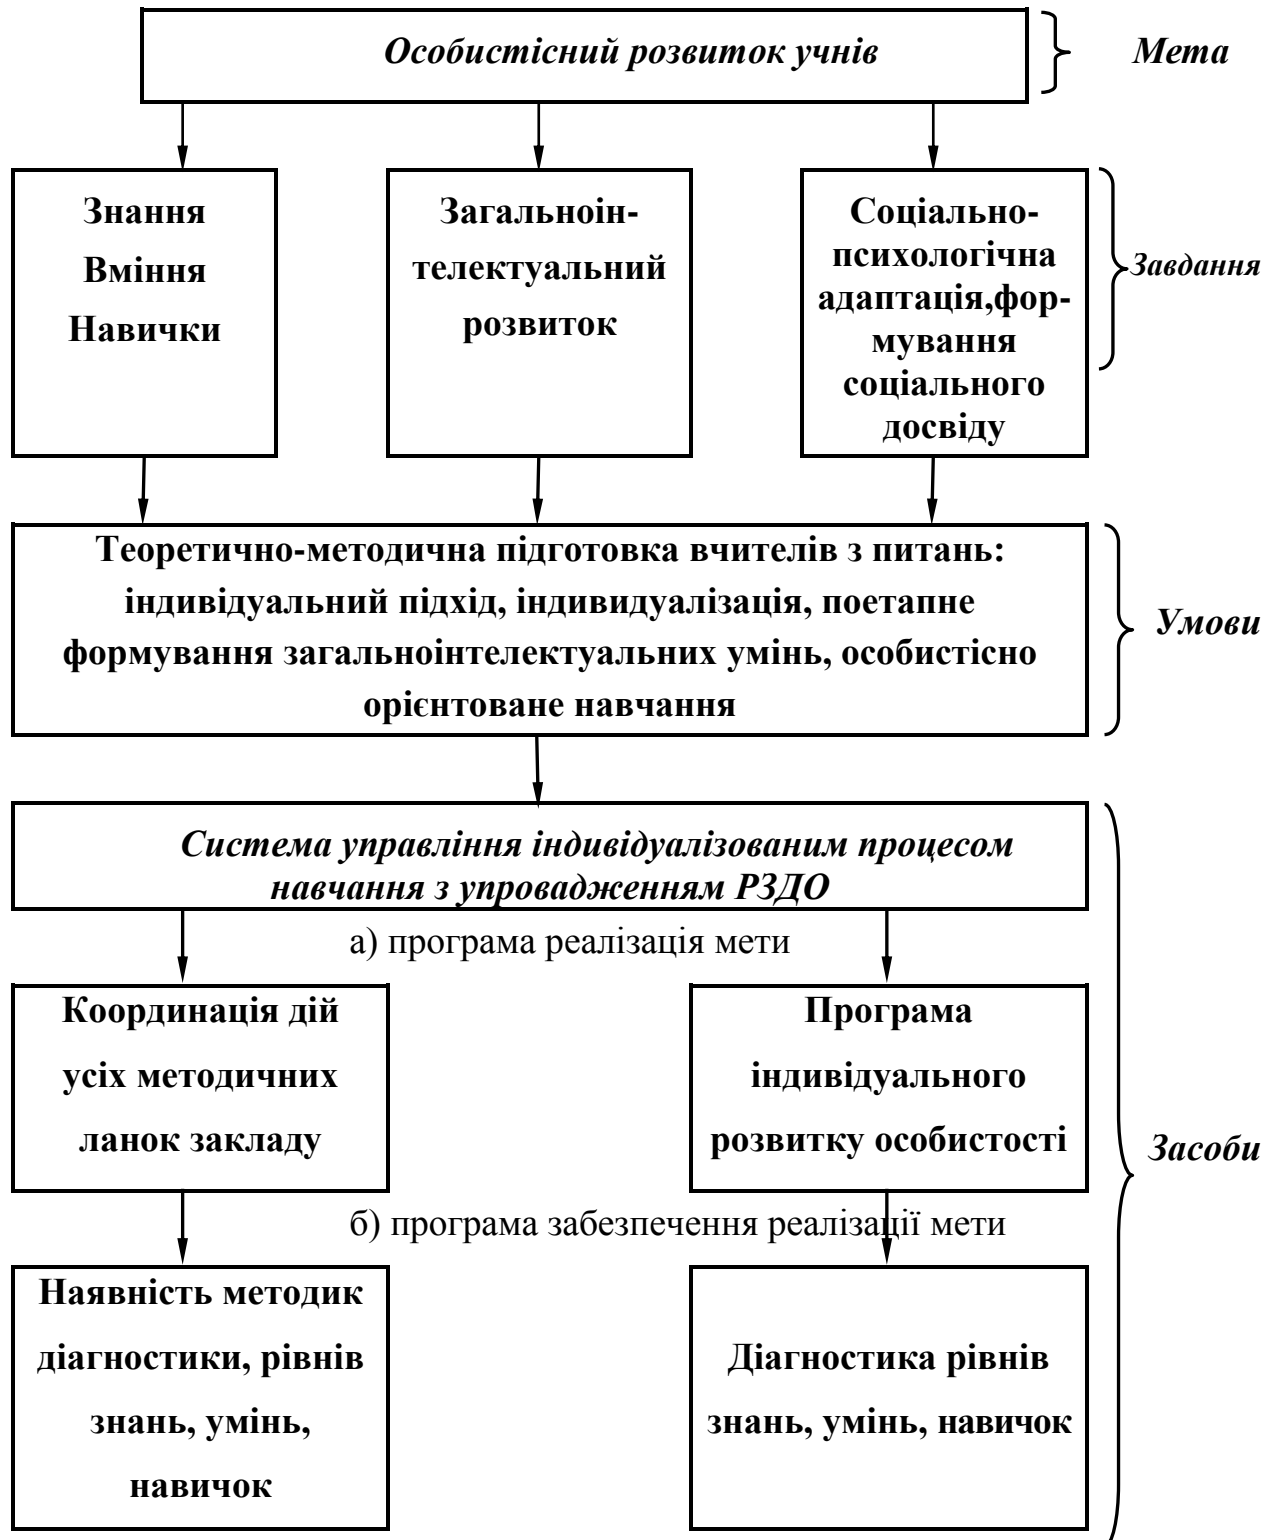 Особистісний розвиток учнів
Мета
Знання
Вміння
Навички
Загальноін-
телектуальний
розвиток
Соціально-
психологічна
адаптація,фор-
мування
соціального
досвіду
Завдання
Теоретично-методична підготовка вчителів з питань:
індивідуальний підхід, індивидуалізація, поетапне
формування загальноінтелектуальних умінь, особистісно
орієнтоване навчання
Умови
Система управління індивідуалізованим процесом
навчання з упровадженням РЗДО
а) програма реалізація мети
Координація дій
усіх методичних
ланок закладу
Програма
індивідуального
розвитку особистості
Засоби
б) програма забезпечення реалізації мети
Наявність методик
діагностики, рівнів
знань, умінь,
навичок
Діагностика рівнів
знань, умінь, навичок